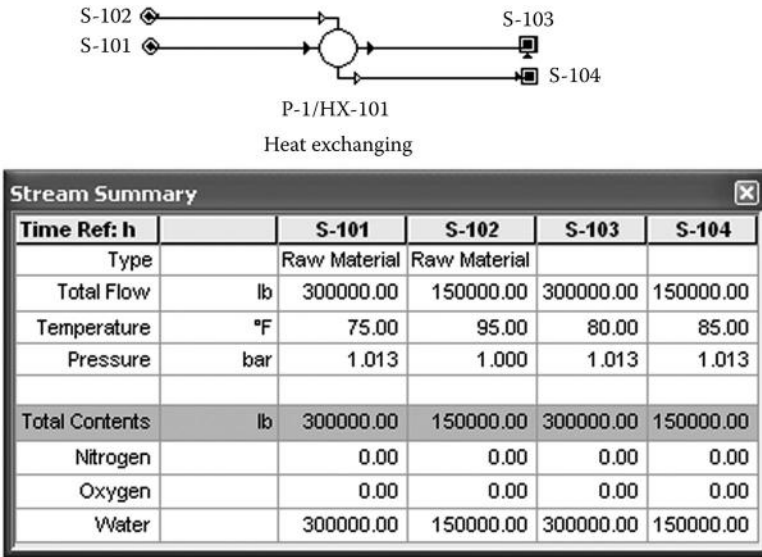 S-102
S-103
S-101
S-104
P-1/HX-101
Heat exchanging
Stream Summary
Time Ref: h S-101 S-102 S-103 S-104
Type Raw Material Raw Material
Total Flow lb 300000.00 150000.00 300000.00 150000.00
Temperature °F 75.00 95.00 80.00 85.00
Pressure bar 1.013 1.000 1.013 1.013
Total Contents lb 300000.00 150000.00 300000.00 150000.00
Nitrogen 0.00 0.00 0.00 0.00
Oxygen 0.00 0.00 0.00 0.00
Water 300000.00 150000.00 300000.00 150000.00